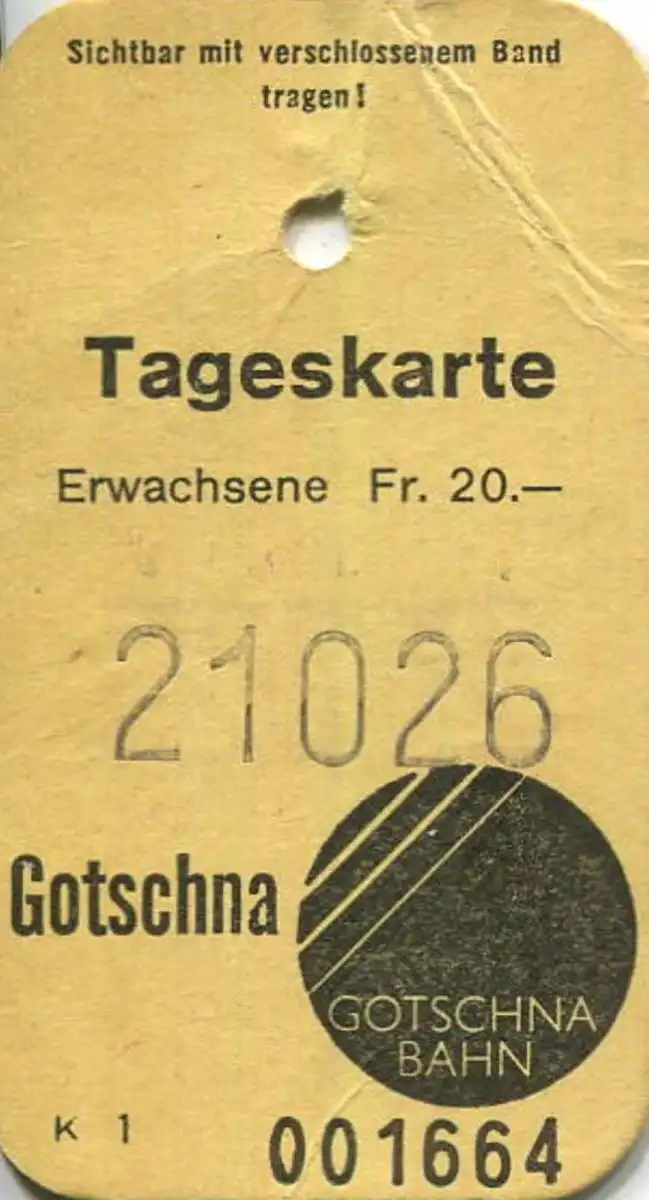 Sichtbar mit verschlossenem Band
tragen!
Tageskarte
Erwachsene Fr. 20.—
21026
Gotschna
GOTSCHNA
BAHN
K 1
001664